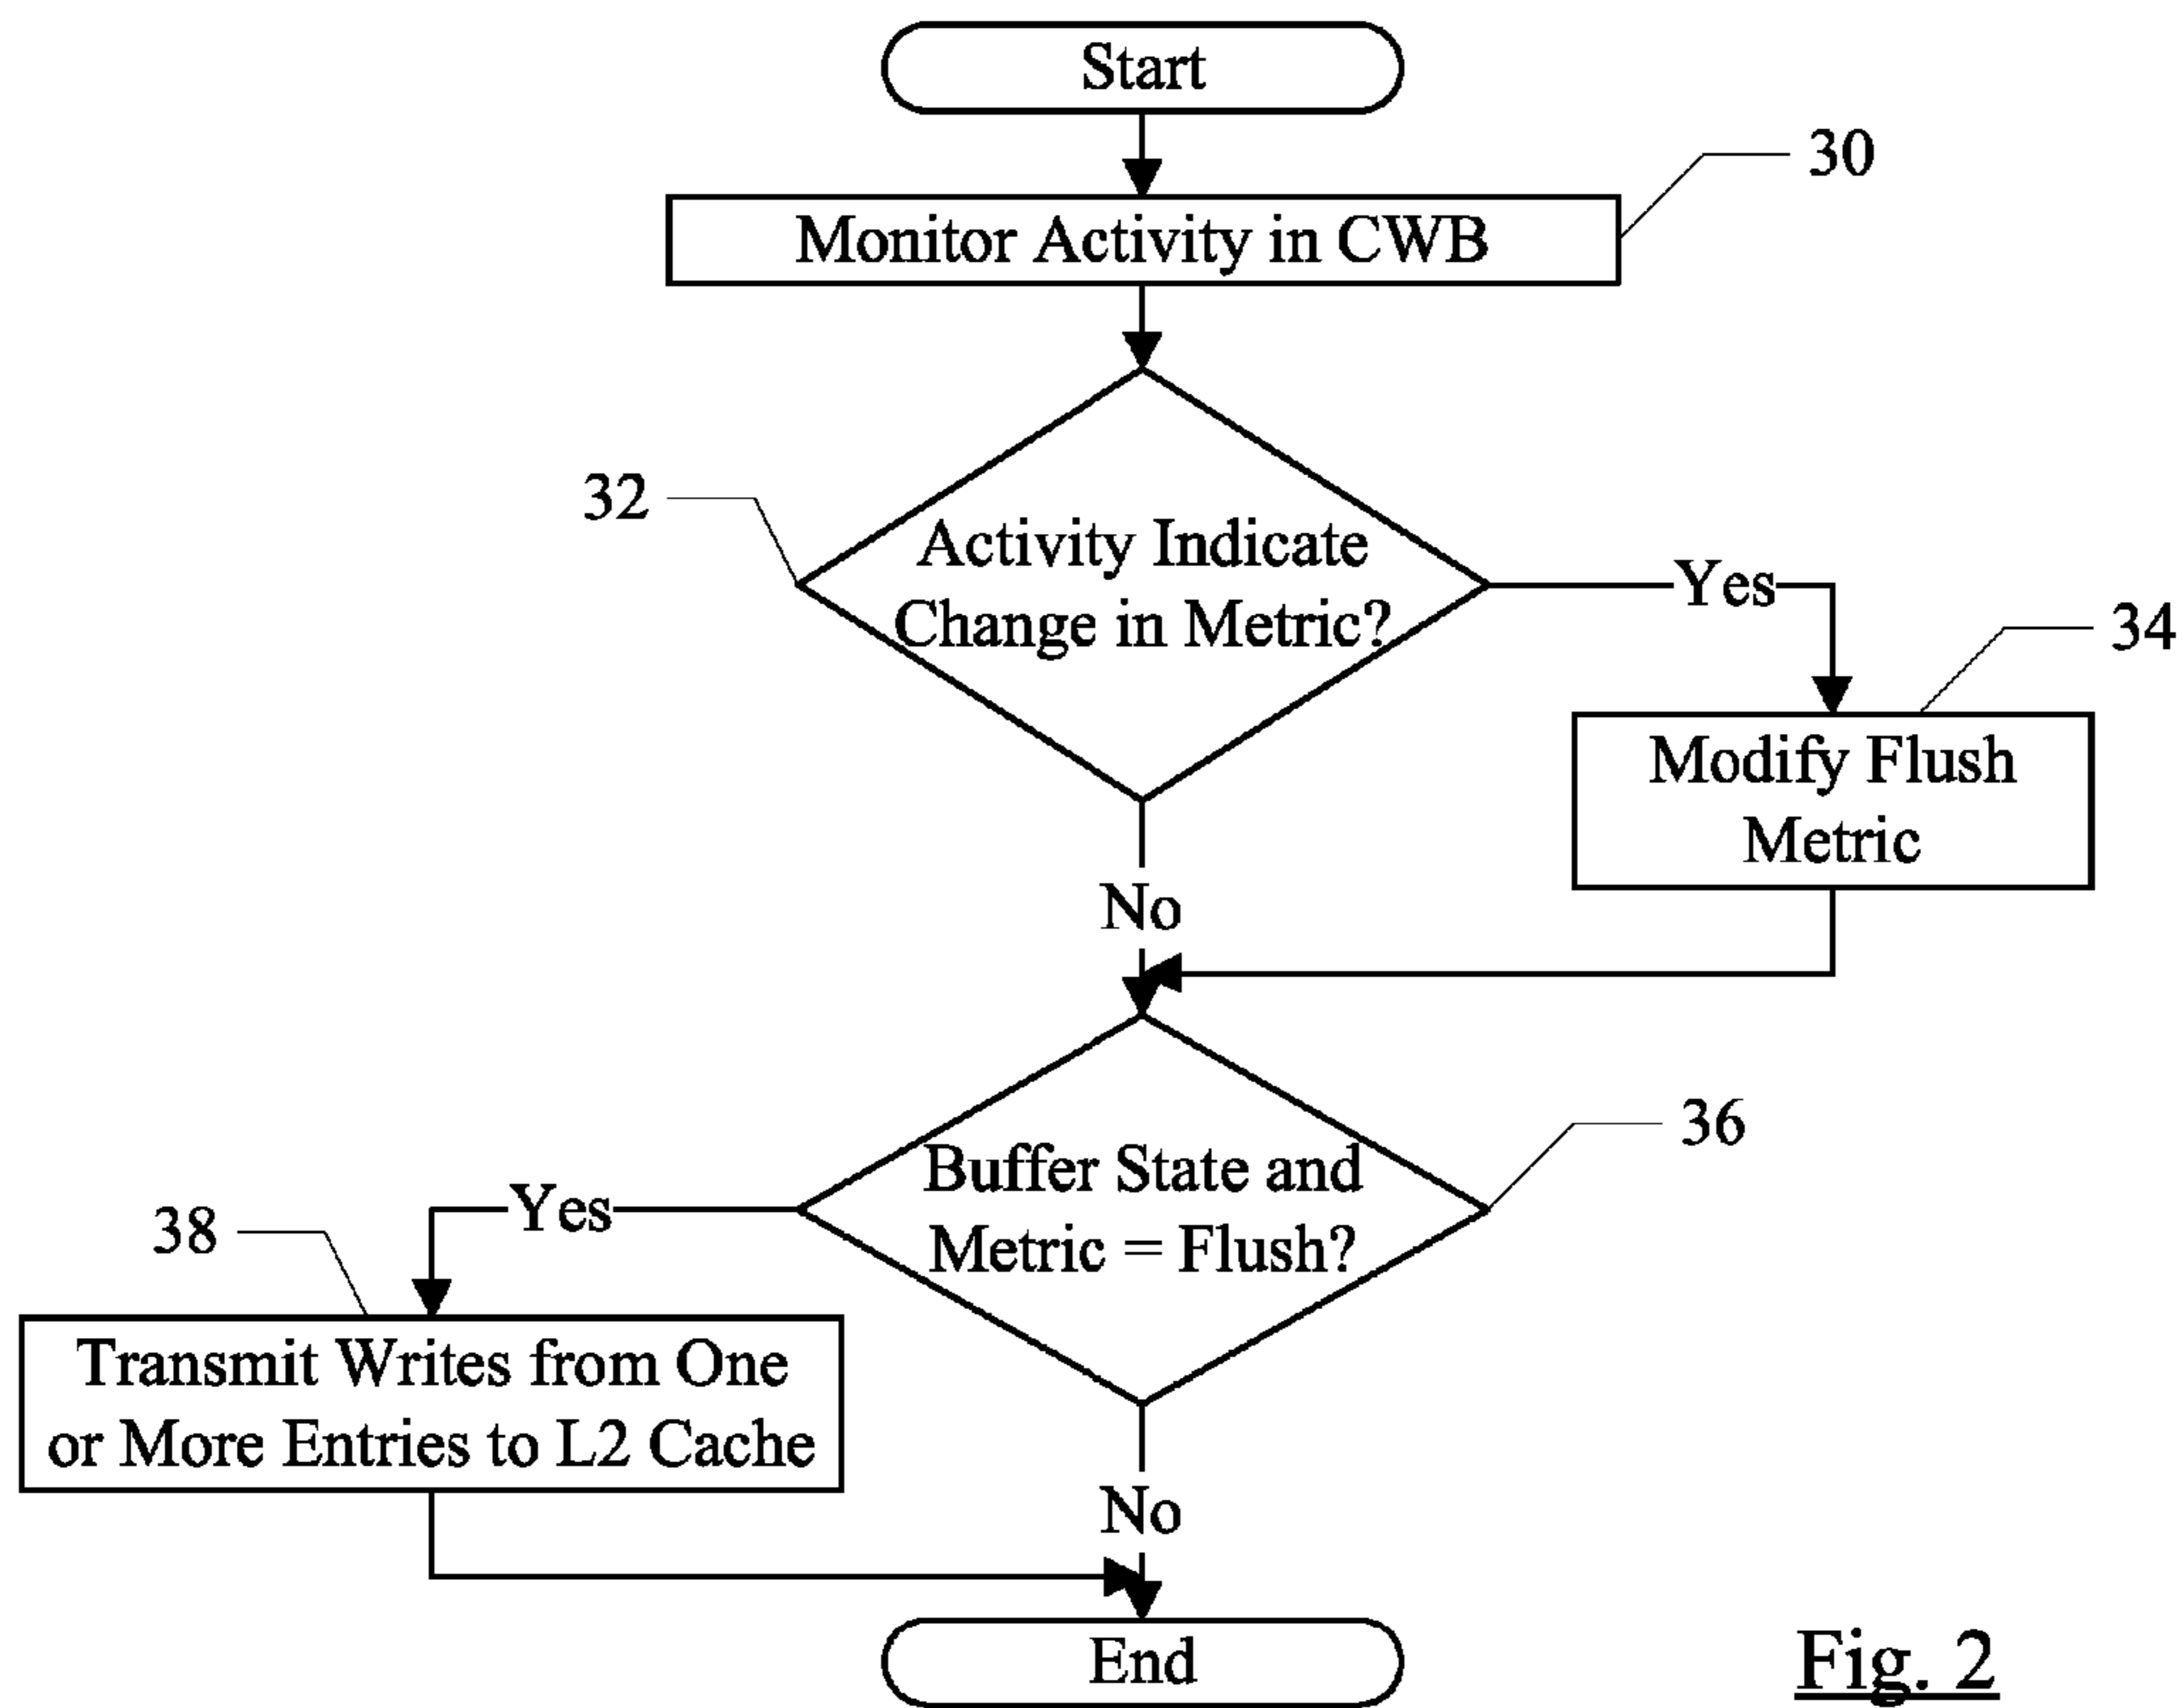 Start
30
Monitor Activity in CWB
32
Activity Indicate
Change in Metric?
Yes
34
Modify Flush
Metric
No
36
Buffer State and
Metric = Flush?
Yes
38
Transmit Writes from One
or More Entries to L2 Cache
No
End
Fig. 2